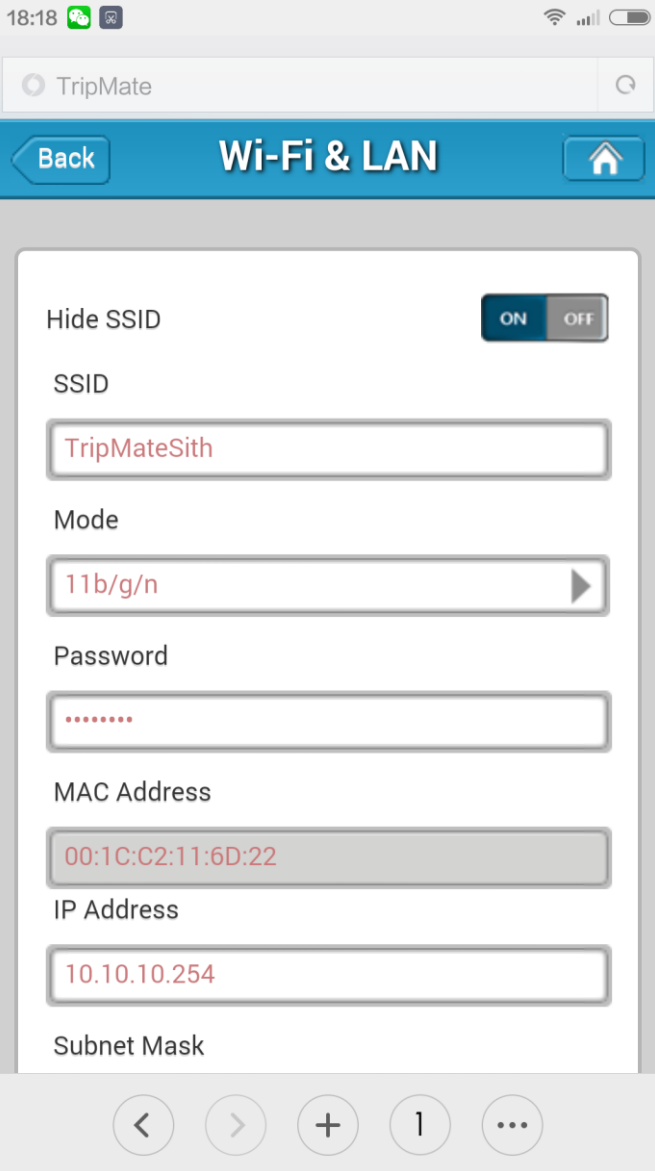 18:18
TripMate
Back
Wi-Fi & LAN
Hide SSID
ON OFF
SSID
TripMateSith
Mode
11b/g/n
Password
••••••••
MAC Address
00:1C:C2:11:6D:22
IP Address
10.10.10.254
Subnet Mask
1